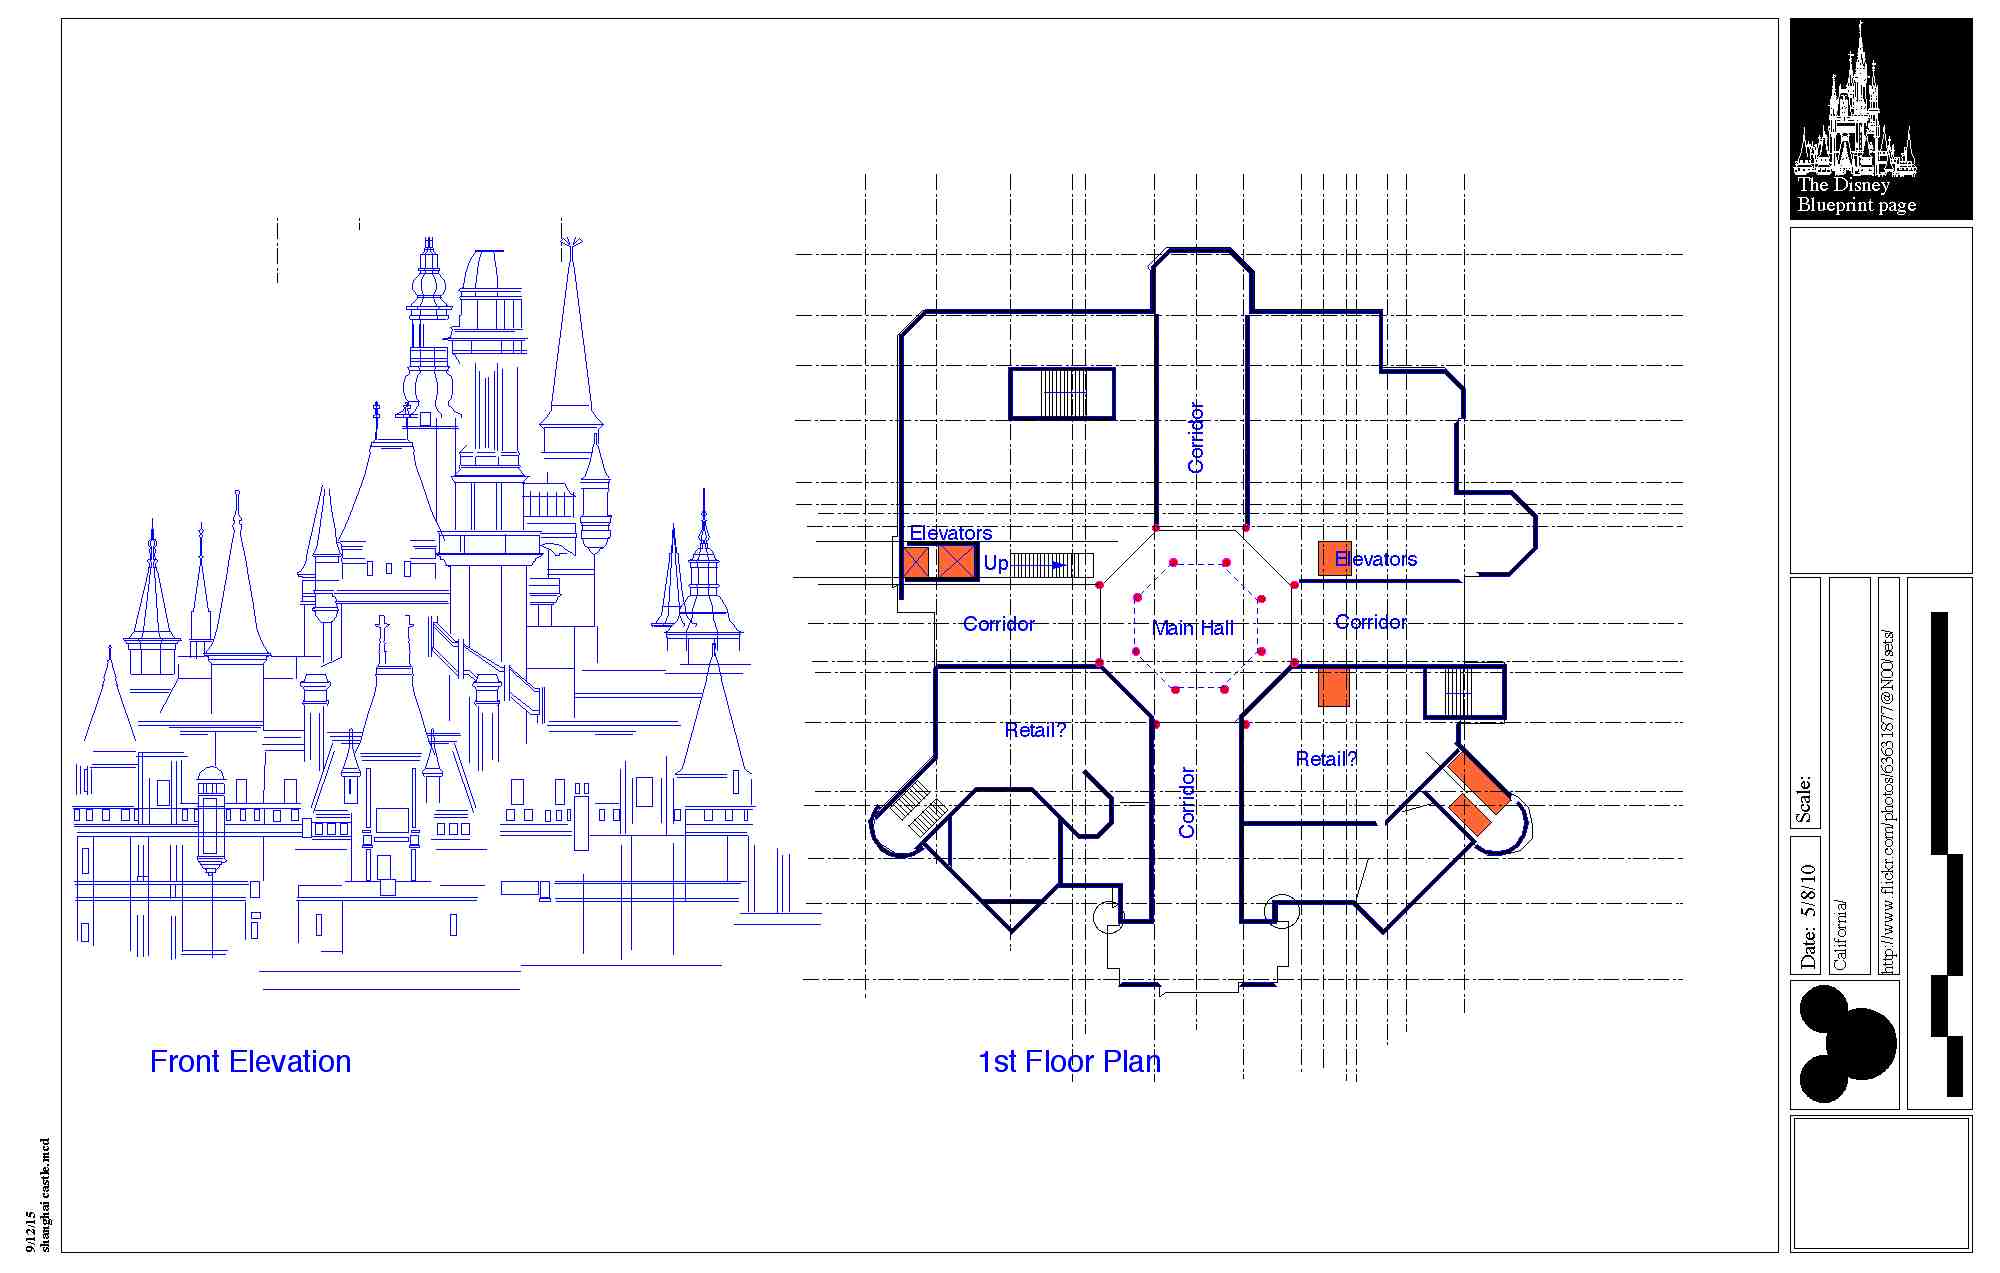 The Disney
Blueprint page
Corridor
Elevators
Up
Elevators
Corridor
Main Hall
Corridor
Retail?
Retail?
Corridor
Front Elevation
1st Floor Plan
Scale:
Date:  5/8/10
California/
http://www.flickr.com/photos/63631877@N00/sets/
9/12/15
shanghai castle.mcd